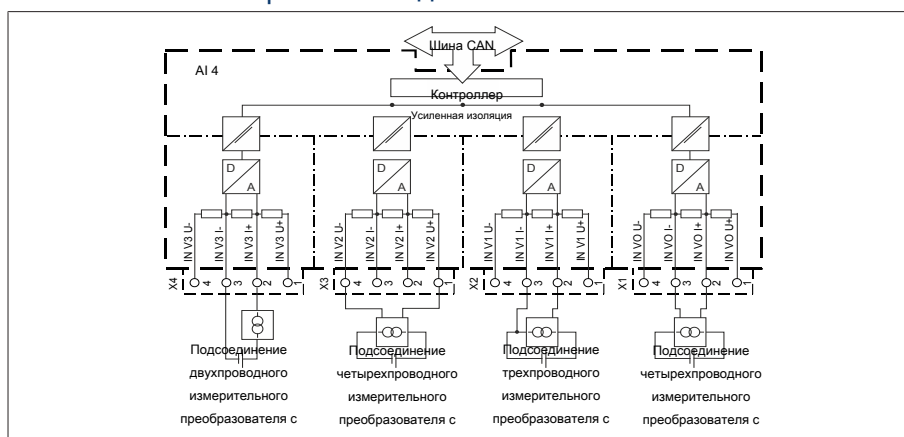 Шина CAN
AI 4
Контроллер
Усиленная изоляция
D A
D A
D A
D A
IN V3 U- IN V3 I- IN V3 I+ IN V3 U+
IN V2 U- IN V2 I- IN V2 I+ IN V2 U+
IN V1 U- IN V1 I- IN V1 I+ IN V1 U+
IN VO U- IN VO I- IN VO I+ IN VO U+
X4 4 3 2 1
X3 4 3 2 1
X2 4 3 2 1
X1 4 3 2 1
Подсоединение
двухпроводного
измерительного
преобразователя с
Подсоединение
четырехпроводного
измерительного
преобразователя с
Подсоединение
трехпроводного
измерительного
преобразователя с
Подсоединение
четырехпроводного
измерительного
преобразователя с